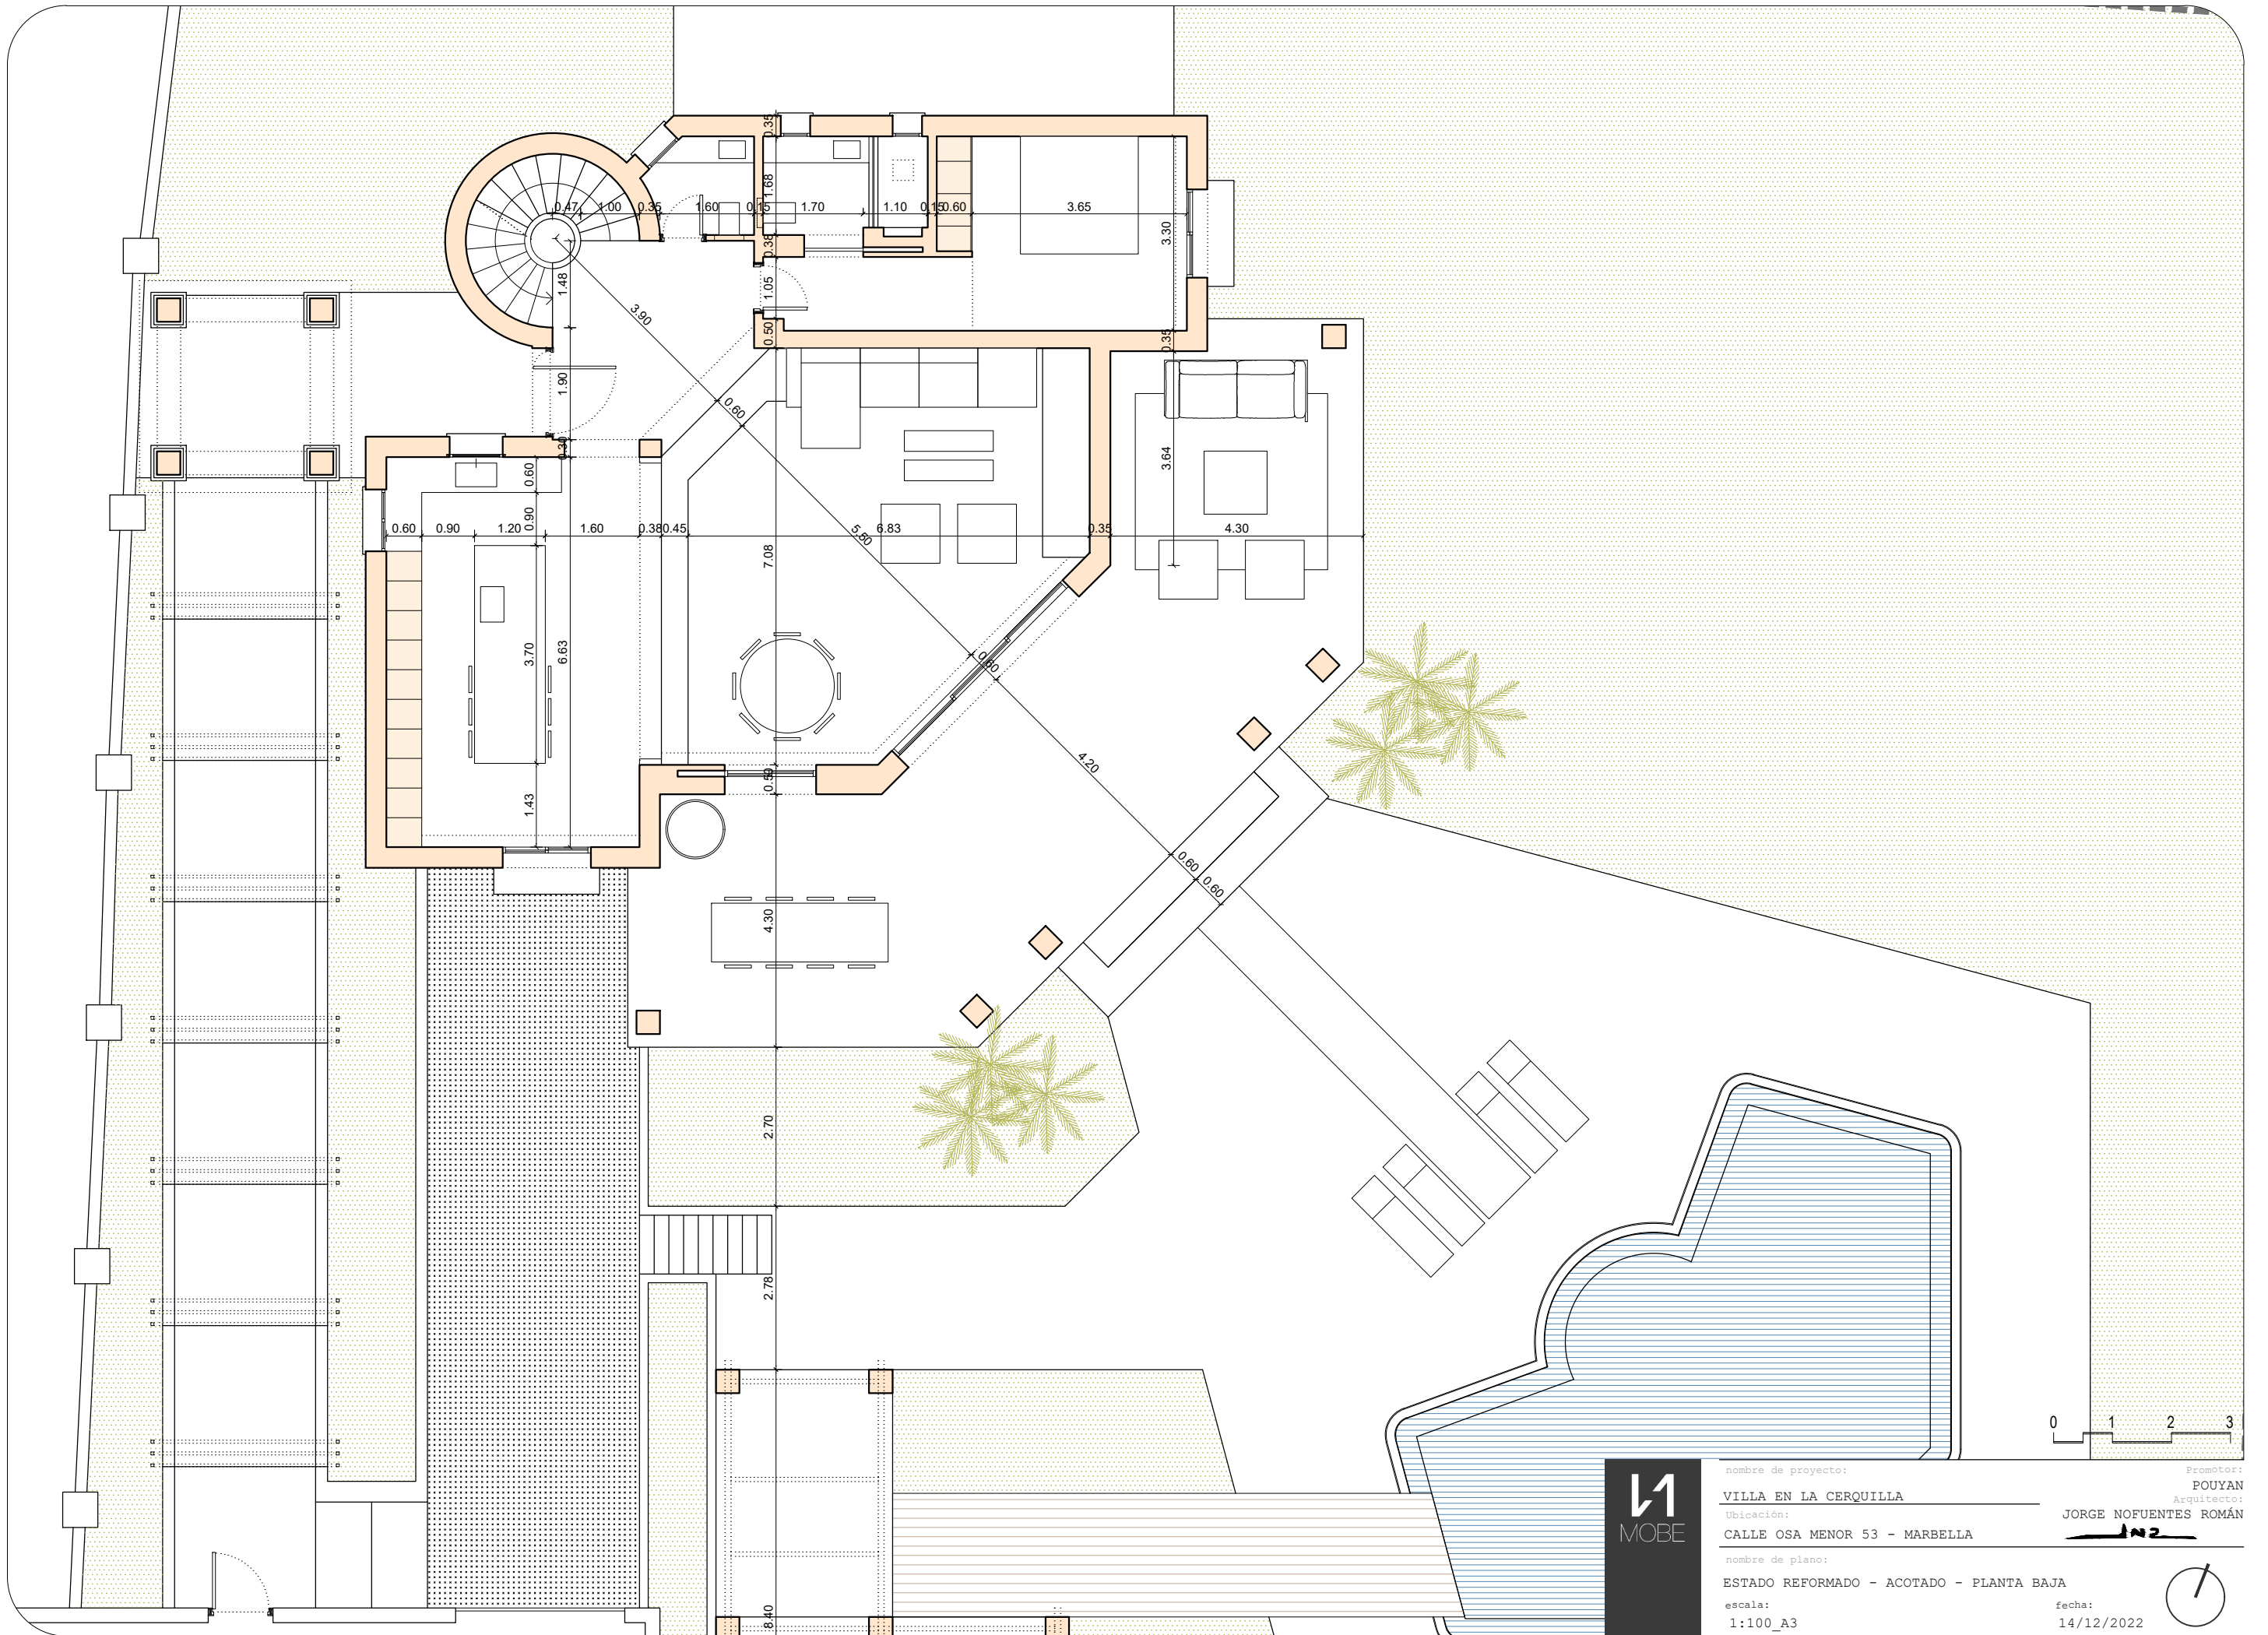 0.35
1.68
0.47 1.00 0.35 1.60 0.15 1.70 1.10 0.15 0.60 3.65
3.30
0.38
1.48
1.05
3.90
0.50
0.35
1.90
0.60
0.30
3.64
0.60
0.60 0.90 1.20 0.90 1.60 0.38 0.45 5.50 6.83 0.35 4.30
7.08
3.70
6.63
0.60
4.20
0.50
1.43
0.60
0.60
4.30
2.70
2.78
8.40
0 1 2 3
MOBE
nombre de proyecto:
VILLA EN LA CERQUILLA
Ubicación:
CALLE OSA MENOR 53 - MARBELLA
Promotor:
POUYAN
Arquitecto:
JORGE NOFUENTES ROMÁN
nombre de plano:
ESTADO REFORMADO - ACOTADO - PLANTA BAJA
escala:
1:100_A3
fecha:
14/12/2022